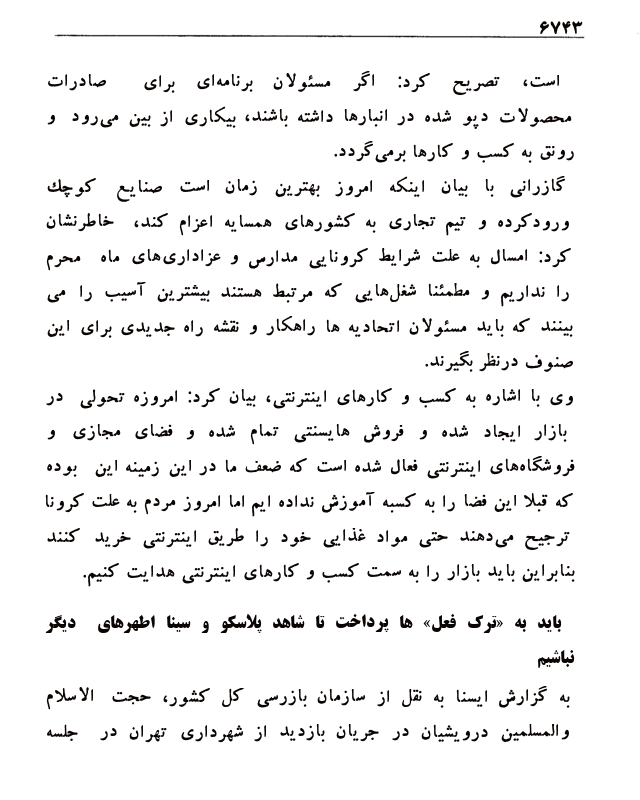 ۶۷۴۳
است، تصریح کرد: اگر مسئولان برنامه‌ای برای صادرات
محصولات دپو شده در انبارها داشته باشند، بیکاری از بین می‌رود و
رونق به کسب و کارها برمی‌گردد.
گازرانی با بیان اینکه امروز بهترین زمان است صنایع کوچك
ورودکرده و تیم تجاری به کشورهای همسایه اعزام کند، خاطرنشان
کرد: امسال به علت شرایط کرونایی مدارس و عزاداری‌های ماه محرم
را نداریم و مطمئنا شغل‌هایی که مرتبط هستند بیشترین آسیب را می
بینند که باید مسئولان اتحادیه ها راهکار و نقشه راه جدیدی برای این
صنوف درنظر بگیرند.
وی با اشاره به کسب و کارهای اینترنتی، بیان کرد: امروزه تحولی در
بازار ایجاد شده و فروش هایسنتی تمام شده و فضای مجازی و
فروشگاه‌های اینترنتی فعال شده است که ضعف ما در این زمینه این بوده
که قبلا این فضا را به کسبه آموزش نداده ایم اما امروز مردم به علت کرونا
ترجیح می‌دهند حتی مواد غذایی خود را طریق اینترنتی خرید کنند
بنابراین باید بازار را به سمت کسب و کارهای اینترنتی هدایت کنیم.
باید به «ترک فعل» ها پرداخت تا شاهد پلاسکو و سینا اطهرهای دیگر
نباشیم
به گزارش ایسنا به نقل از سازمان بازرسی کل کشور، حجت الاسلام
والمسلمین درویشیان در جریان بازدید از شهرداری تهران در جلسه